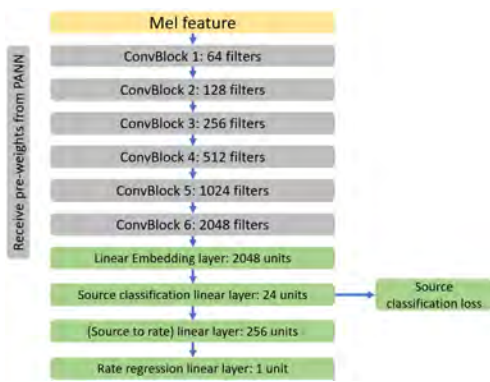 Mel feature
Receive pre-weights from PANN
ConvBlock 1: 64 filters
ConvBlock 2: 128 filters
ConvBlock 3: 256 filters
ConvBlock 4: 512 filters
ConvBlock 5: 1024 filters
ConvBlock 6: 2048 filters
Linear Embedding layer: 2048 units
Source classification linear layer: 24 units
Source
classification loss
(Source to rate) linear layer: 256 units
Rate regression linear layer: 1 unit